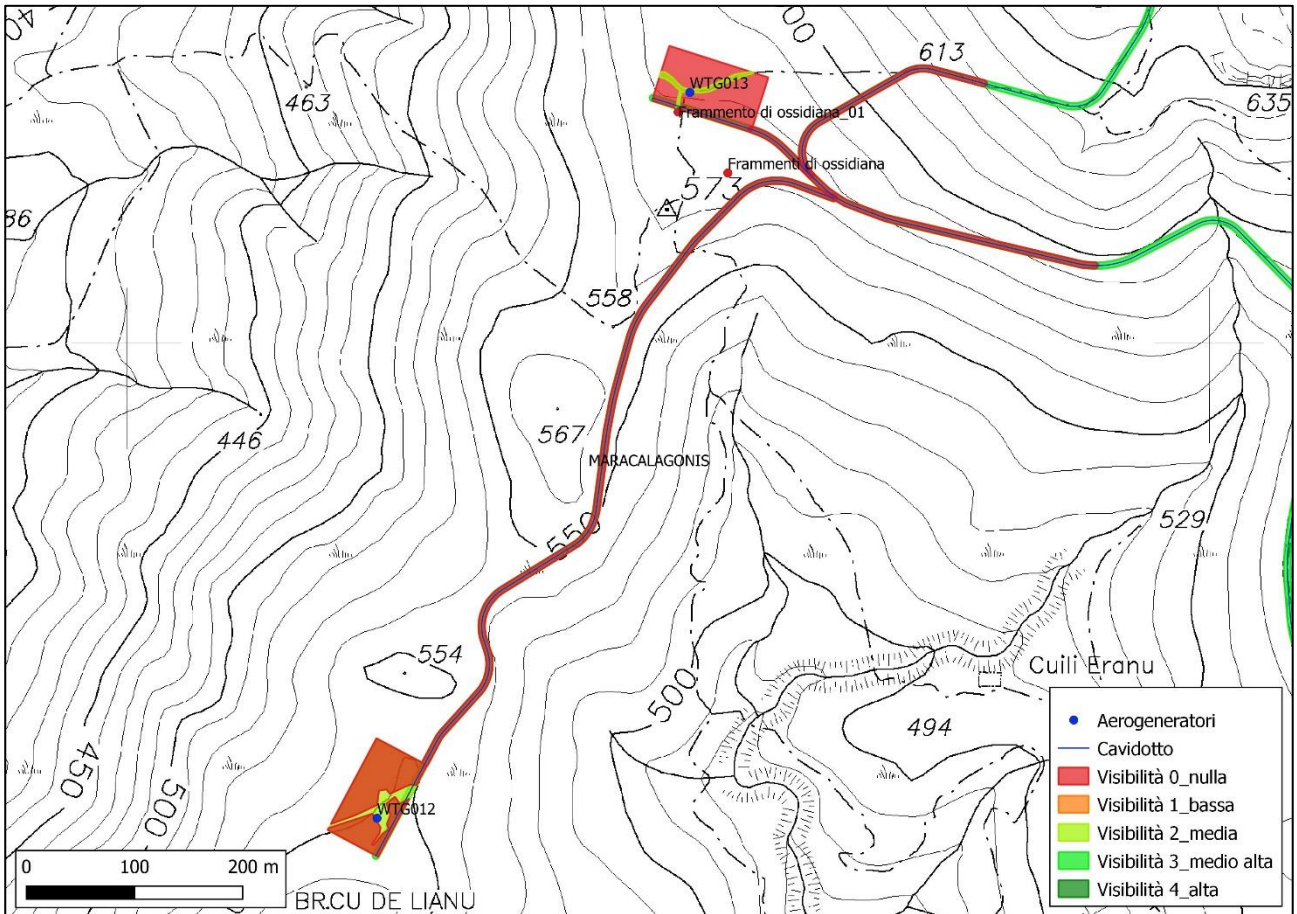 40
00
613
463
WTG013
635
Frammento di ossidiana_01
Frammenti di ossidiana
573
86
558
567
446
MARACALAGONIS
550
529
554
Cuili Eranu
500
494
450
500
WTG012
BR.CU DE LIANU
0 100 200 m
Aerogeneratori
Cavidotto
Visibilità 0_nulla
Visibilità 1_bassa
Visibilità 2_media
Visibilità 3_medio alta
Visibilità 4_alta